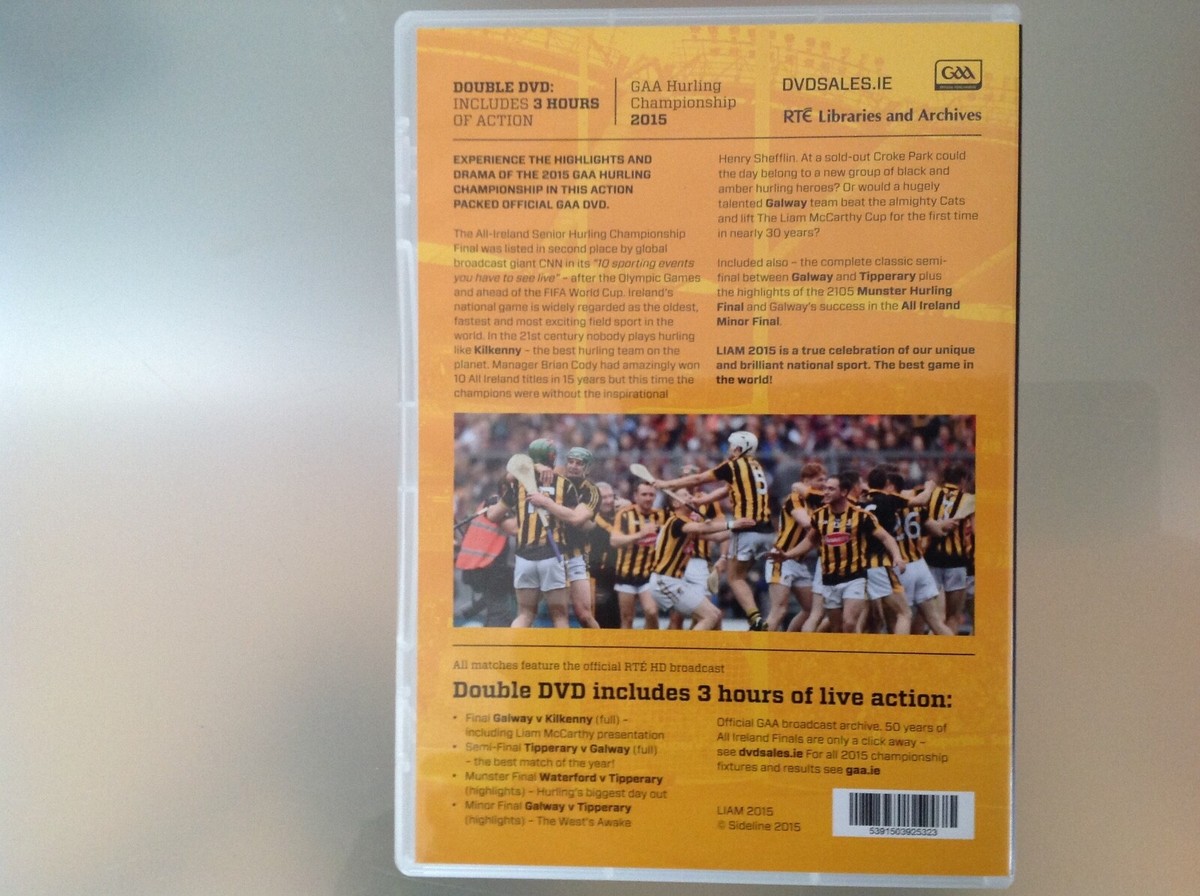 DOUBLE DVD:
INCLUDES 3 HOURS
OF ACTION
GAA Hurling
Championship
2015
DVDSALES.IE
GAA
RTÉ Libraries and Archives
EXPERIENCE THE HIGHLIGHTS AND
DRAMA OF THE 2015 GAA HURLING
CHAMPIONSHIP IN THIS ACTION
PACKED OFFICIAL GAA DVD.
The All-Ireland Senior Hurling Championship
Final was listed in second place by global
broadcast giant CNN in its "10 sporting events
you have to see live" – after the Olympic Games
and ahead of the FIFA World Cup. Ireland's
national game is widely regarded as the oldest,
fastest and most exciting field sport in the
world. In the 21st century nobody plays hurling
like Kilkenny – the best hurling team on the
planet. Manager Brian Cody had amazingly won
10 All Ireland titles in 15 years but this time the
champions were without the inspirational
Henry Shefflin. At a sold-out Croke Park could
the day belong to a new group of black and
amber hurling heroes? Or would a hugely
talented Galway team beat the almighty Cats
and lift The Liam McCarthy Cup for the first time
in nearly 30 years?
Included also – the complete classic semi-
final between Galway and Tipperary plus
the highlights of the 2105 Munster Hurling
Final and Galway's success in the All Ireland
Minor Final.
LIAM 2015 is a true celebration of our unique
and brilliant national sport. The best game in
the world!
All matches feature the official RTÉ HD broadcast
Double DVD includes 3 hours of live action:
• Final Galway v Kilkenny (full) –
including Liam McCarthy presentation
• Semi-Final Tipperary v Galway (full)
– the best match of the year!
• Munster Final Waterford v Tipperary
(highlights) – Hurling's biggest day out
• Minor Final Galway v Tipperary
(highlights) – The West's Awake
Official GAA broadcast archive. 50 years of
All Ireland Finals are only a click away –
see dvdsales.ie For all 2015 championship
fixtures and results see gaa.ie
LIAM 2015
© Sideline 2015
5391503925323